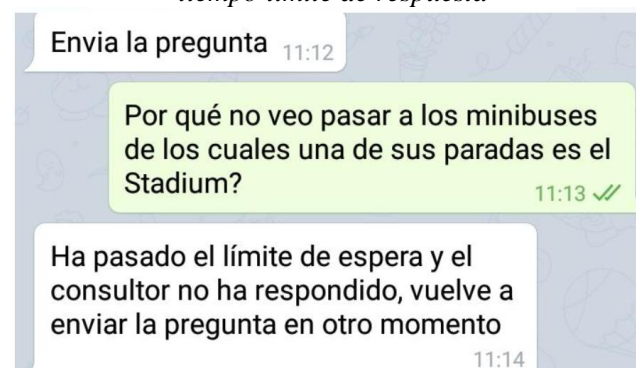 tiempo límite de respuesta
Envia la pregunta 11:12
Por qué no veo pasar a los minibuses
de los cuales una de sus paradas es el
Stadium?
11:13
Ha pasado el límite de espera y el
consultor no ha respondido, vuelve a
enviar la pregunta en otro momento
11:14